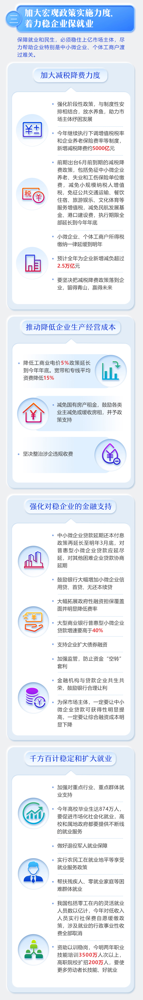 三
加大宏观政策实施力度，
着力稳企业保就业
保障就业和民生，必须稳住上亿市场主体，尽
力帮助企业特别是中小微企业、个体工商户渡
过难关。
加大减税降费力度
强化阶段性政策，与制度性安
排相结合，放水养鱼，助力市
场主体纾困发展
今年继续执行下调增值税税率
和企业养老保险费率等制度，
新增减税降费约5000亿元
前期出台6月前到期的减税降
费政策，包括免征中小微企业
养老、失业和工伤保险单位缴
费，减免小规模纳税人增值
税，免征公共交通运输、餐饮
住宿、旅游娱乐、文化体育等
服务增值税，减免民航发展基
金、港口建设费，执行期限全
部延长到今年年底
税
小微企业、个体工商户所得税
缴纳一律延缓到明年
预计全年为企业新增减负超过
2.5万亿元
要坚决把减税降费政策落到企
业，留得青山，赢得未来
推动降低企业生产经营成本
降低工商业电价5%政策延长
到今年年底。宽带和专线平均
资费降低15%
减免国有房产租金，鼓励各类
业主减免或缓收房租，并予政
策支持
坚决整治涉企违规收费
强化对稳企业的金融支持
中小微企业贷款延期还本付息
政策再延长至明年3月底，对
普惠型小微企业贷款应延尽
延，对其他困难企业贷款协商
延期
鼓励银行大幅增加小微企业信
用贷、首贷、无还本续贷
大幅拓展政府性融资担保覆盖
面并明显降低费率
大型商业银行普惠型小微企业
贷款增速要高于40%
支持企业扩大债券融资
加强监管，防止资金“空转”
套利
金融机构与贷款企业共生共
荣，鼓励银行合理让利
为保市场主体，一定要让中小
微企业贷款可获得性明显提
高，一定要让综合融资成本明
显下降
千方百计稳定和扩大就业
加强对重点行业、重点群体就
业支持
今年高校毕业生达874万人，
要促进市场化社会化就业，高
校和属地政府都要提供不断线
的就业服务
做好退役军人就业保障
实行农民工在就业地平等享受
就业服务政策
帮扶残疾人、零就业家庭等困
难群体就业
我国包括零工在内的灵活就业
人员数以亿计，今年对低收入
人员实行社保费自愿缓缴政
策，涉及就业的行政事业性收
费全部取消
资助以训稳岗，今明两年职业
技能培训3500万人次以上，
高职院校扩招200万人，要使
更多劳动者长技能、好就业